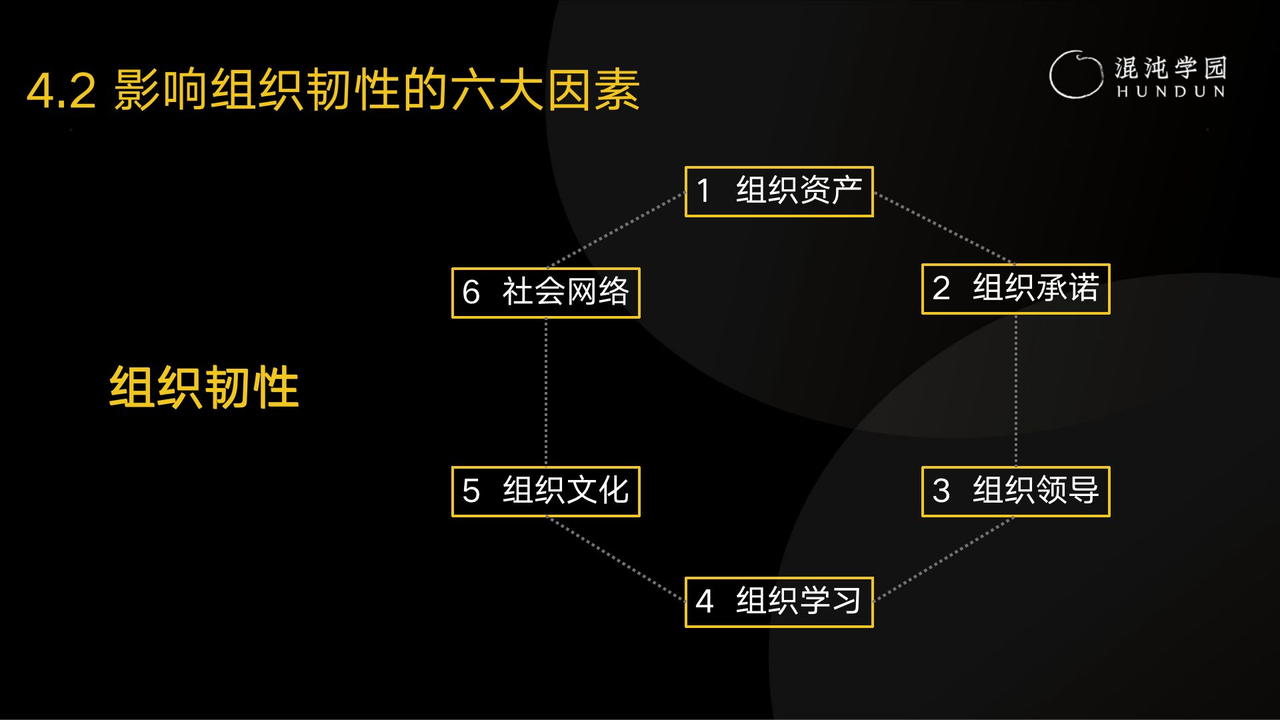 4.2 影响组织韧性的六大因素
混沌学园
HUNDUN
1 组织资产
6 社会网络
2 组织承诺
组织韧性
5 组织文化
3 组织领导
4 组织学习